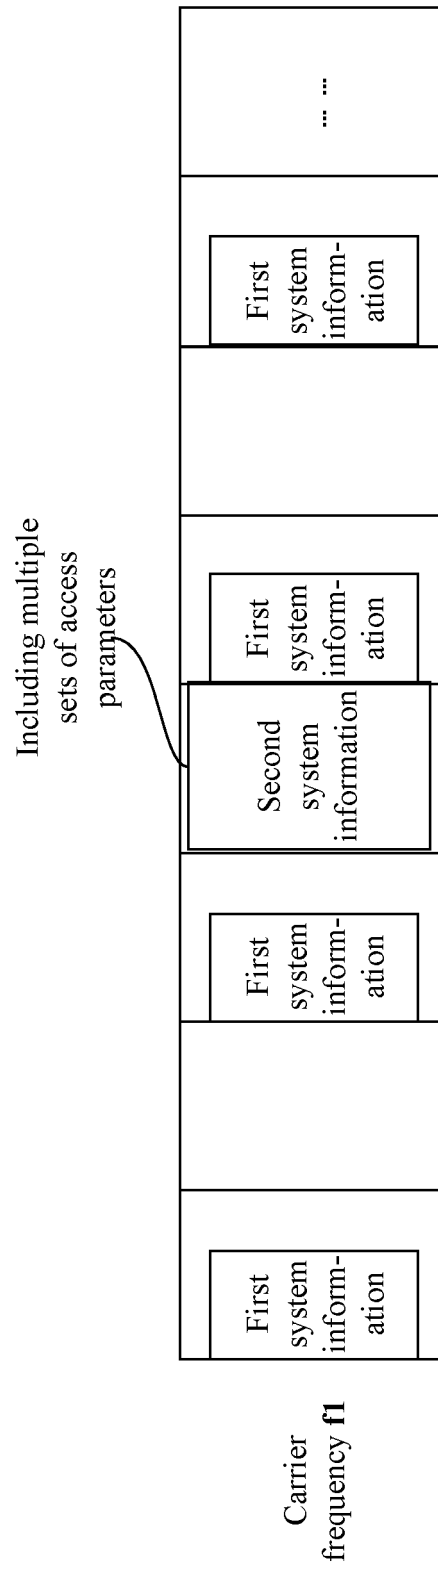 Including multiple
sets of access
parameters
Carrier
frequency f1
First
system
inform-
ation
First
system
inform-
ation
Second
system
information
First
system
inform-
ation
First
system
inform-
ation
... ...